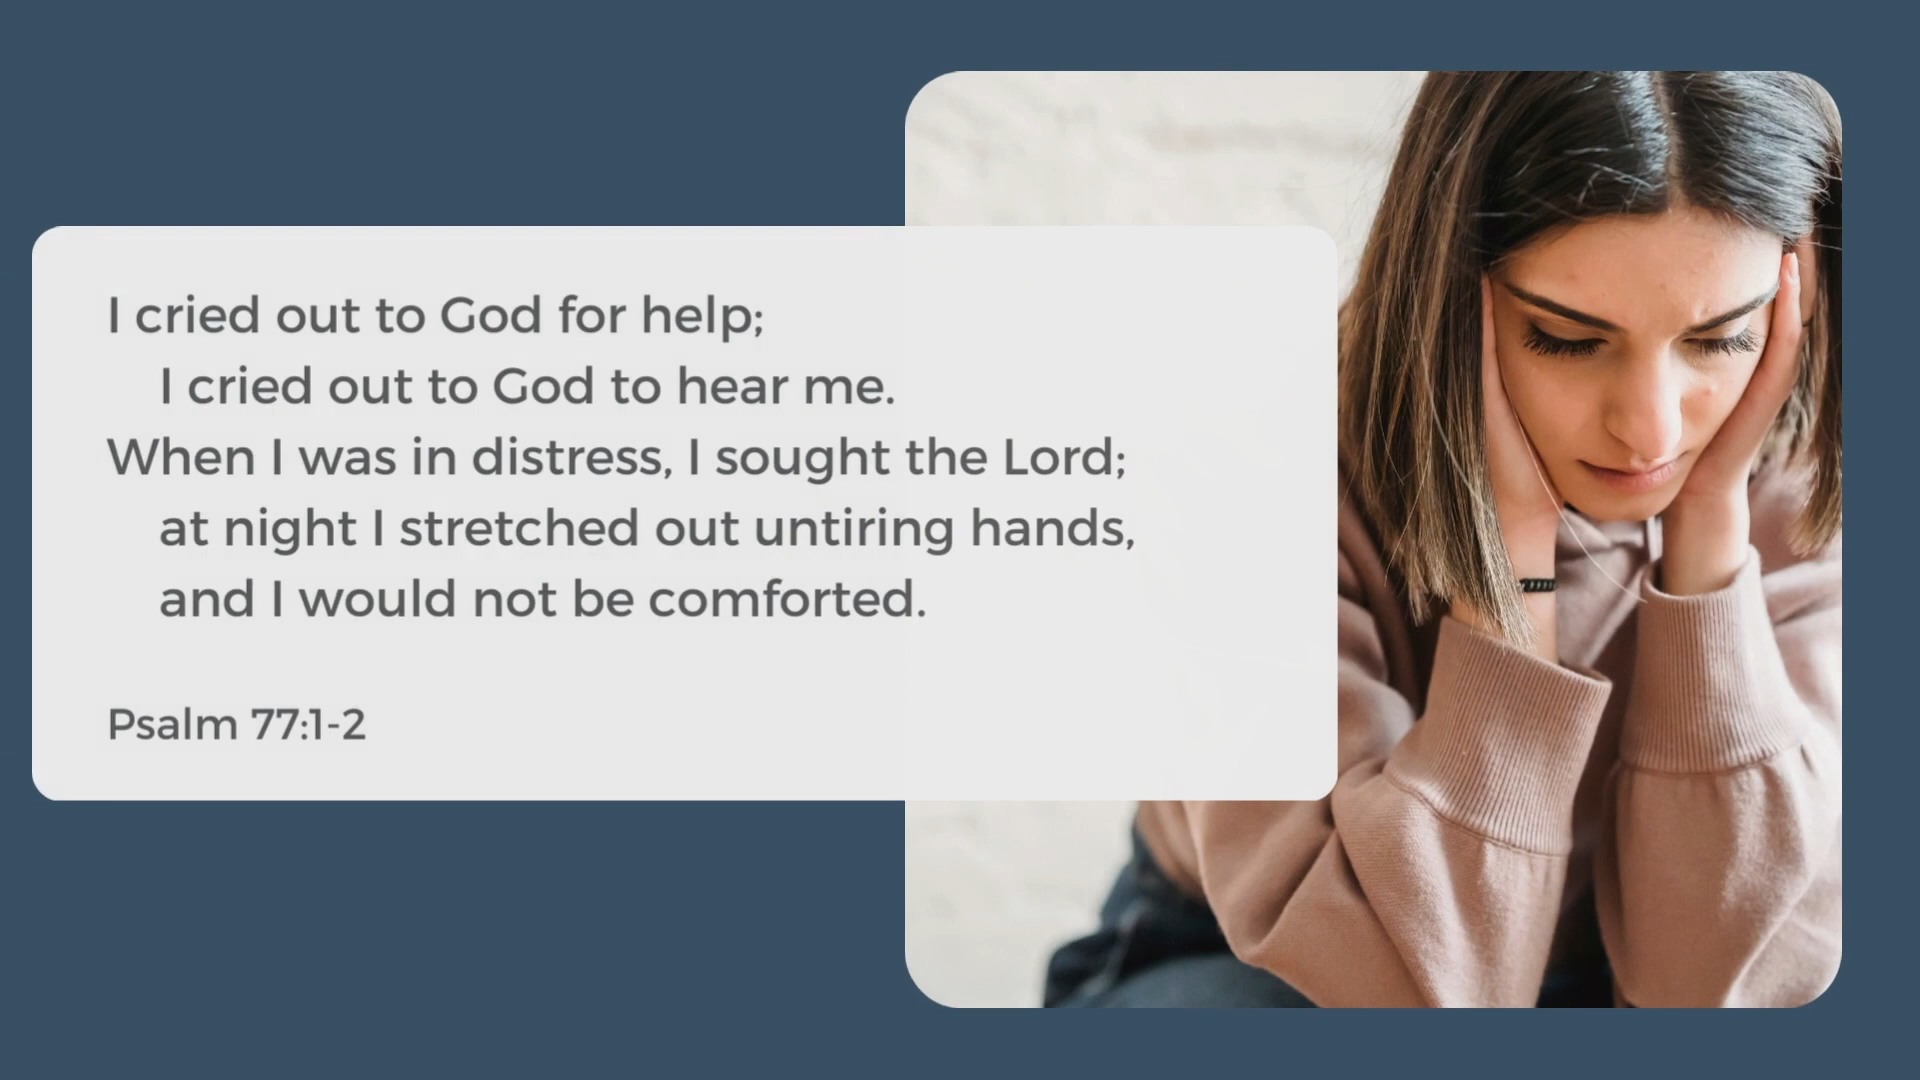 I cried out to God for help;
I cried out to God to hear me.
When I was in distress, I sought the Lord;
at night I stretched out untiring hands,
and I would not be comforted.
Psalm 77:1-2